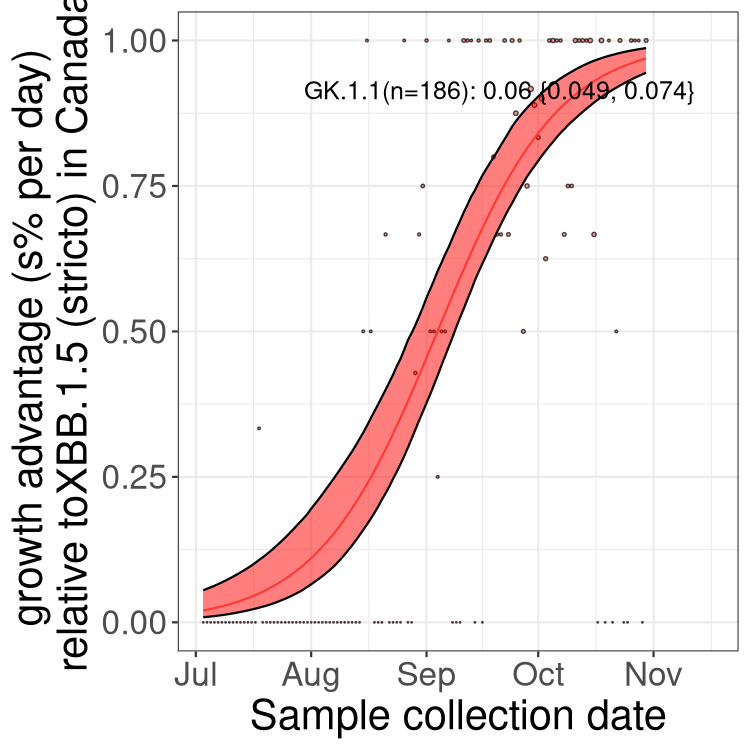 growth advantage (s% per day)
relative toXBB.1.5 (stricto) in Canada
1.00
0.75
0.50
0.25
0.00
GK.1.1(n=186): 0.06 {0.049, 0.074}
Jul Aug Sep Oct Nov
Sample collection date